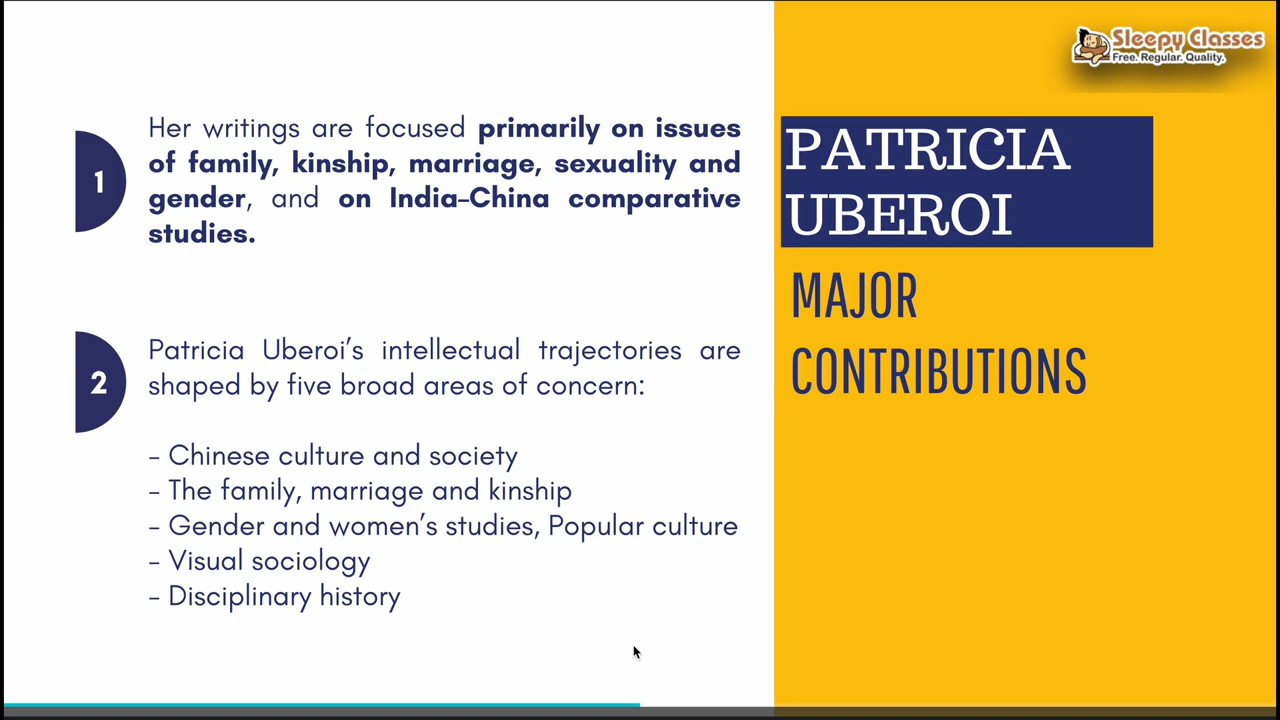 Sleepy Classes
Free. Regular. Quality.
PATRICIA
UBEROI
MAJOR
CONTRIBUTIONS
1
Her writings are focused primarily on issues
of family, kinship, marriage, sexuality and
gender, and on India–China comparative
studies.
2
Patricia Uberoi’s intellectual trajectories are
shaped by five broad areas of concern:
- Chinese culture and society
- The family, marriage and kinship
- Gender and women’s studies, Popular culture
- Visual sociology
- Disciplinary history